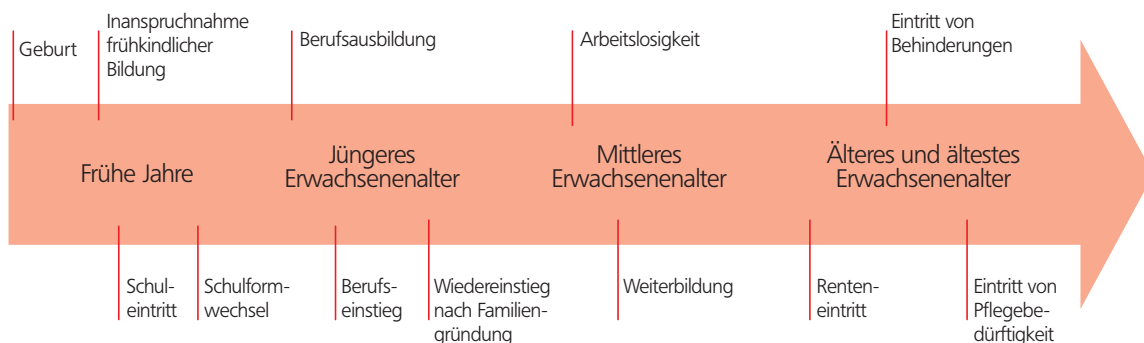 Geburt
Inanspruchnahme
frühkindlicher
Bildung
Berufsausbildung
Arbeitslosigkeit
Eintritt von
Behinderungen
Frühe Jahre
Jüngeres
Erwachsenenalter
Mittleres
Erwachsenenalter
Älteres und ältestes
Erwachsenenalter
Schul-
eintritt
Schulform-
wechsel
Berufs-
einstieg
Wiedereinstieg
nach Familien-
gründung
Weiterbildung
Renten-
eintritt
Eintritt von
Pflegebe-
dürftigkeit